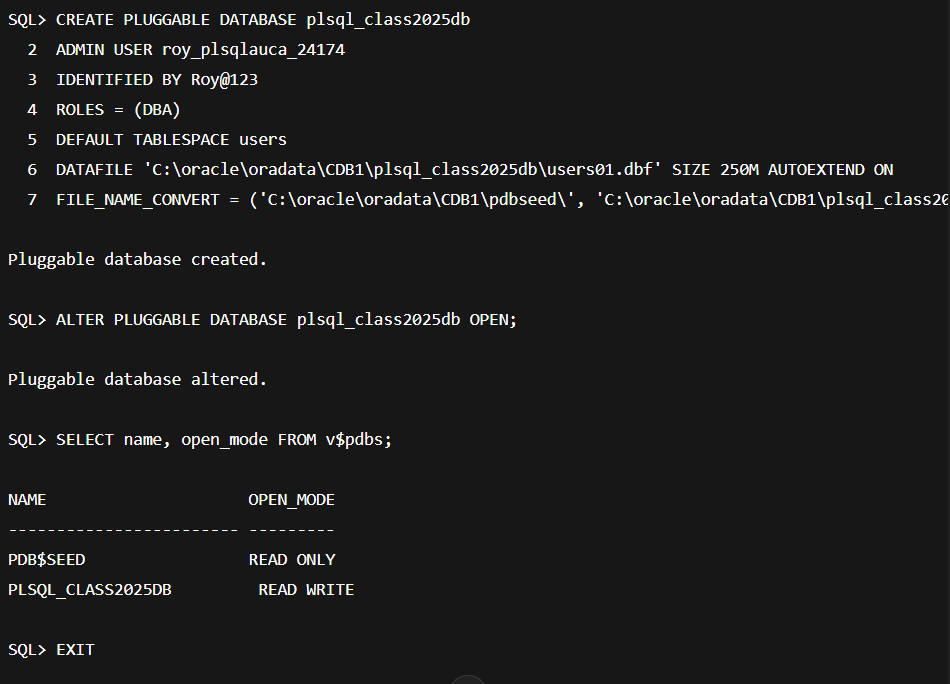 SQL> CREATE PLUGGABLE DATABASE plsql_class2025db
  2  ADMIN USER roy_plsqlauca_24174
  3  IDENTIFIED BY Roy@123
  4  ROLES = (DBA)
  5  DEFAULT TABLESPACE users
  6  DATAFILE 'C:\oracle\oradata\CDB1\plsql_class2025db\users01.dbf' SIZE 250M AUTOEXTEND ON
  7  FILE_NAME_CONVERT = ('C:\oracle\oradata\CDB1\pdbseed\', 'C:\oracle\oradata\CDB1\plsql_class20
Pluggable database created.
SQL> ALTER PLUGGABLE DATABASE plsql_class2025db OPEN;
Pluggable database altered.
SQL> SELECT name, open_mode FROM v$pdbs;
NAME                     OPEN_MODE
------------------------ ---------
PDB$SEED                 READ ONLY
PLSQL_CLASS2025DB         READ WRITE
SQL> EXIT